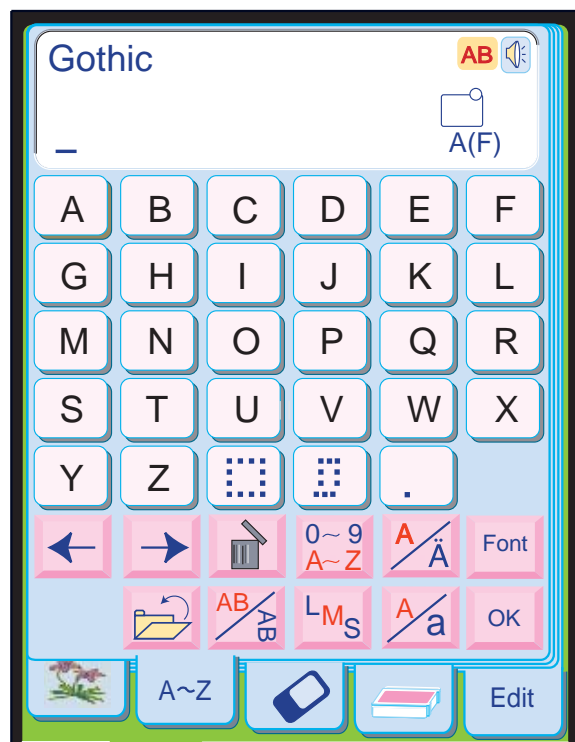 Gothic AB
_
A(F)
A B C D E F
G H I J K L
M N O P Q R
S T U V W X
Y Z .
0~9 A/Ä Font
A~Z
AB/AB LMS A/a OK
A~Z Edit